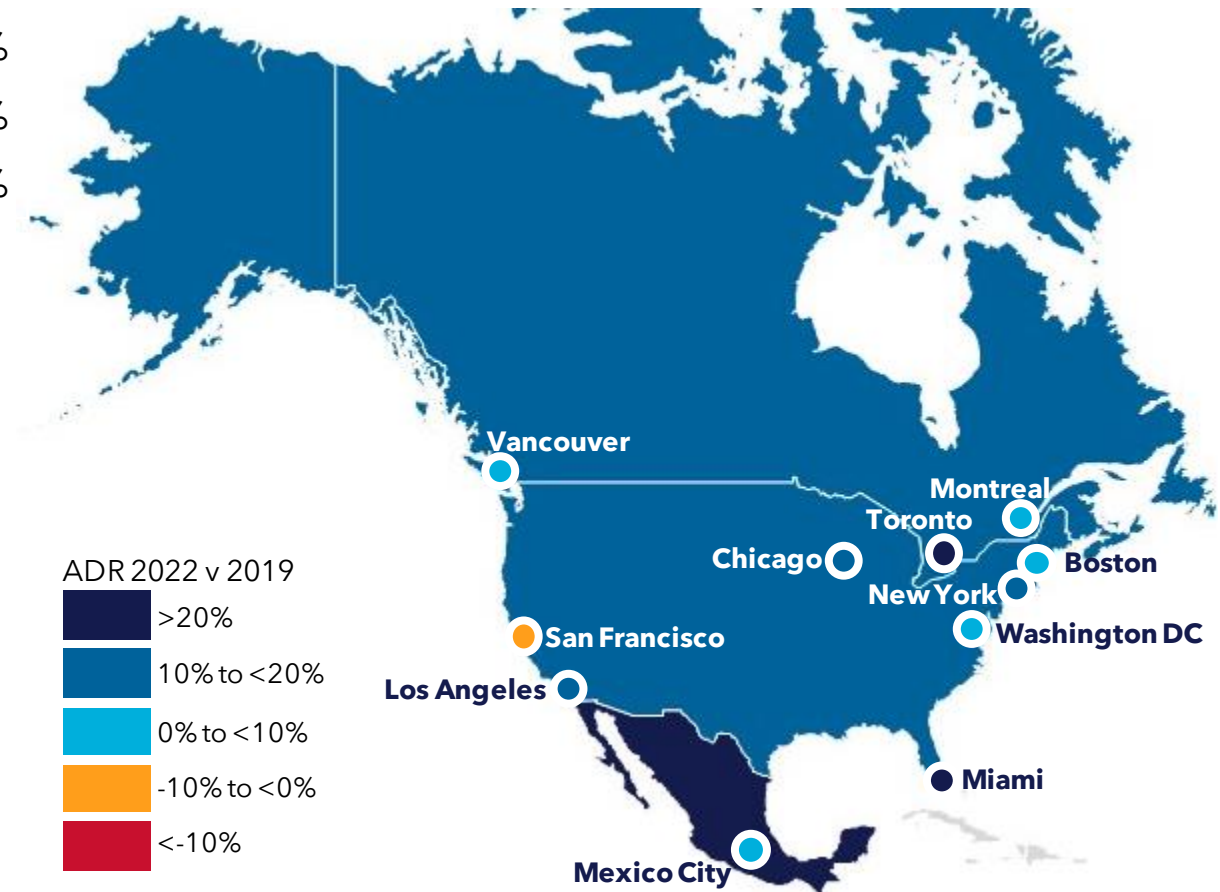 %
%
%
Vancouver
Montreal
Toronto
Chicago
Boston
New York
Washington DC
San Francisco
Los Angeles
Miami
Mexico City
ADR 2022 v 2019
>20%
10% to <20%
0% to <10%
-10% to <0%
<-10%